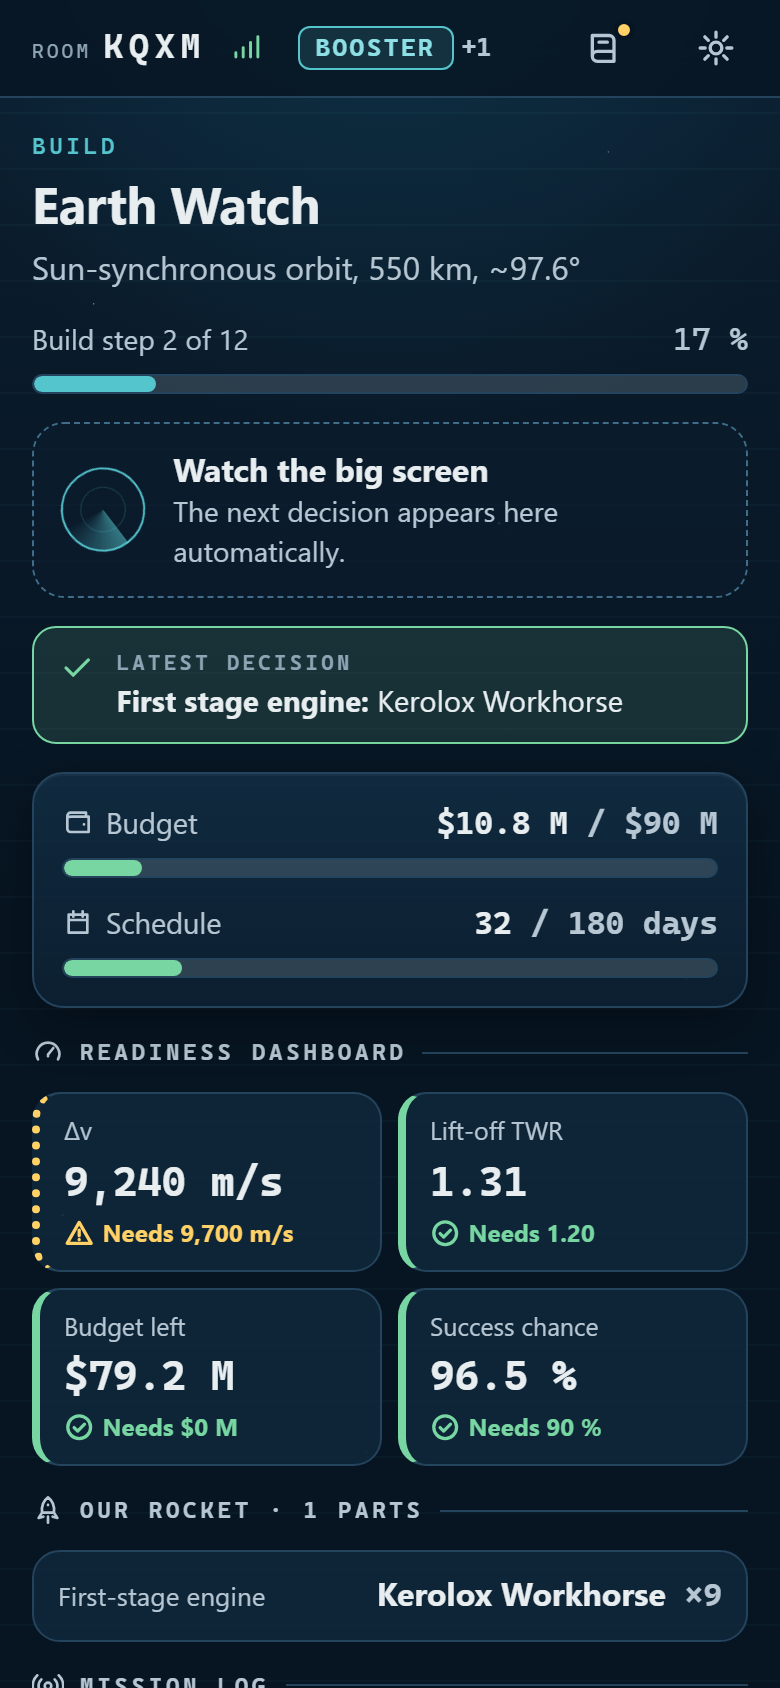 ROOM KQXM BOOSTER +1
BUILD
Earth Watch
Sun-synchronous orbit, 550 km, ~97.6°
Build step 2 of 12 17 %
Watch the big screen
The next decision appears here
automatically.
LATEST DECISION
First stage engine: Kerolox Workhorse
Budget $10.8 M / $90 M
Schedule 32 / 180 days
READINESS DASHBOARD
Δv
9,240 m/s
Needs 9,700 m/s
Lift-off TWR
1.31
Needs 1.20
Budget left
$79.2 M
Needs $0 M
Success chance
96.5 %
Needs 90 %
OUR ROCKET · 1 PARTS
First-stage engine Kerolox Workhorse ×9
MISSION LOG